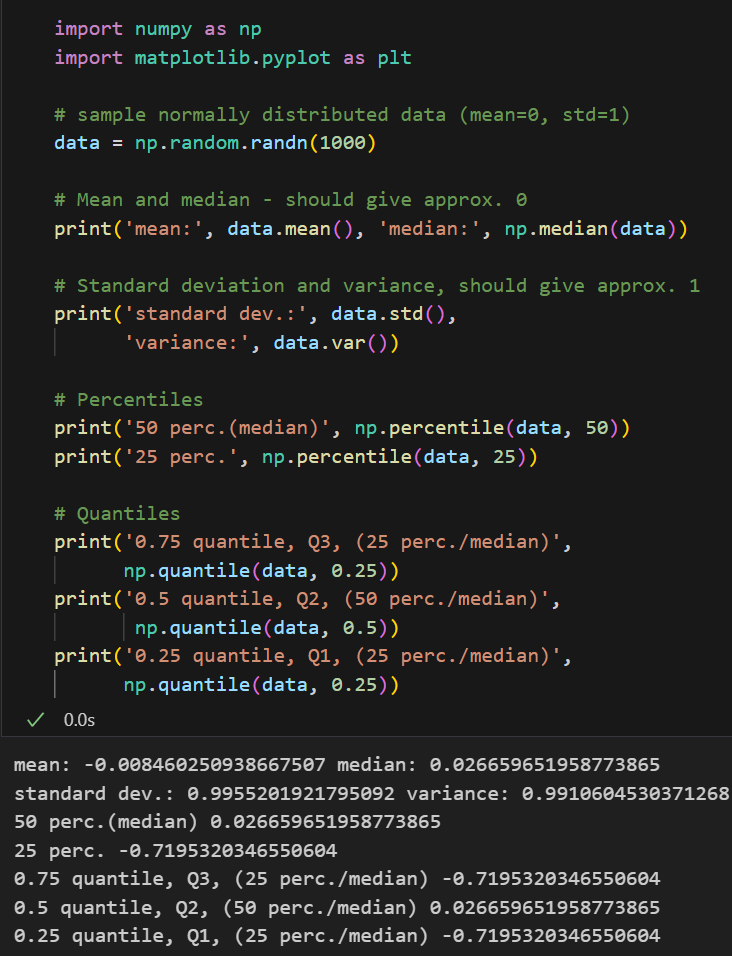 import numpy as np
import matplotlib.pyplot as plt
# sample normally distributed data (mean=0, std=1)
data = np.random.randn(1000)
# Mean and median - should give approx. 0
print('mean:', data.mean(), 'median:', np.median(data))
# Standard deviation and variance, should give approx. 1
print('standard dev.:', data.std(),
'variance:', data.var())
# Percentiles
print('50 perc.(median)', np.percentile(data, 50))
print('25 perc.', np.percentile(data, 25))
# Quantiles
print('0.75 quantile, Q3, (25 perc./median)',
np.quantile(data, 0.25))
print('0.5 quantile, Q2, (50 perc./median)',
np.quantile(data, 0.5))
print('0.25 quantile, Q1, (25 perc./median)',
np.quantile(data, 0.25))
0.0s
mean: -0.008460250938667507 median: 0.026659651958773865
standard dev.: 0.9955201921795092 variance: 0.9910604530371268
50 perc.(median) 0.026659651958773865
25 perc. -0.7195320346550604
0.75 quantile, Q3, (25 perc./median) -0.7195320346550604
0.5 quantile, Q2, (50 perc./median) 0.026659651958773865
0.25 quantile, Q1, (25 perc./median) -0.7195320346550604